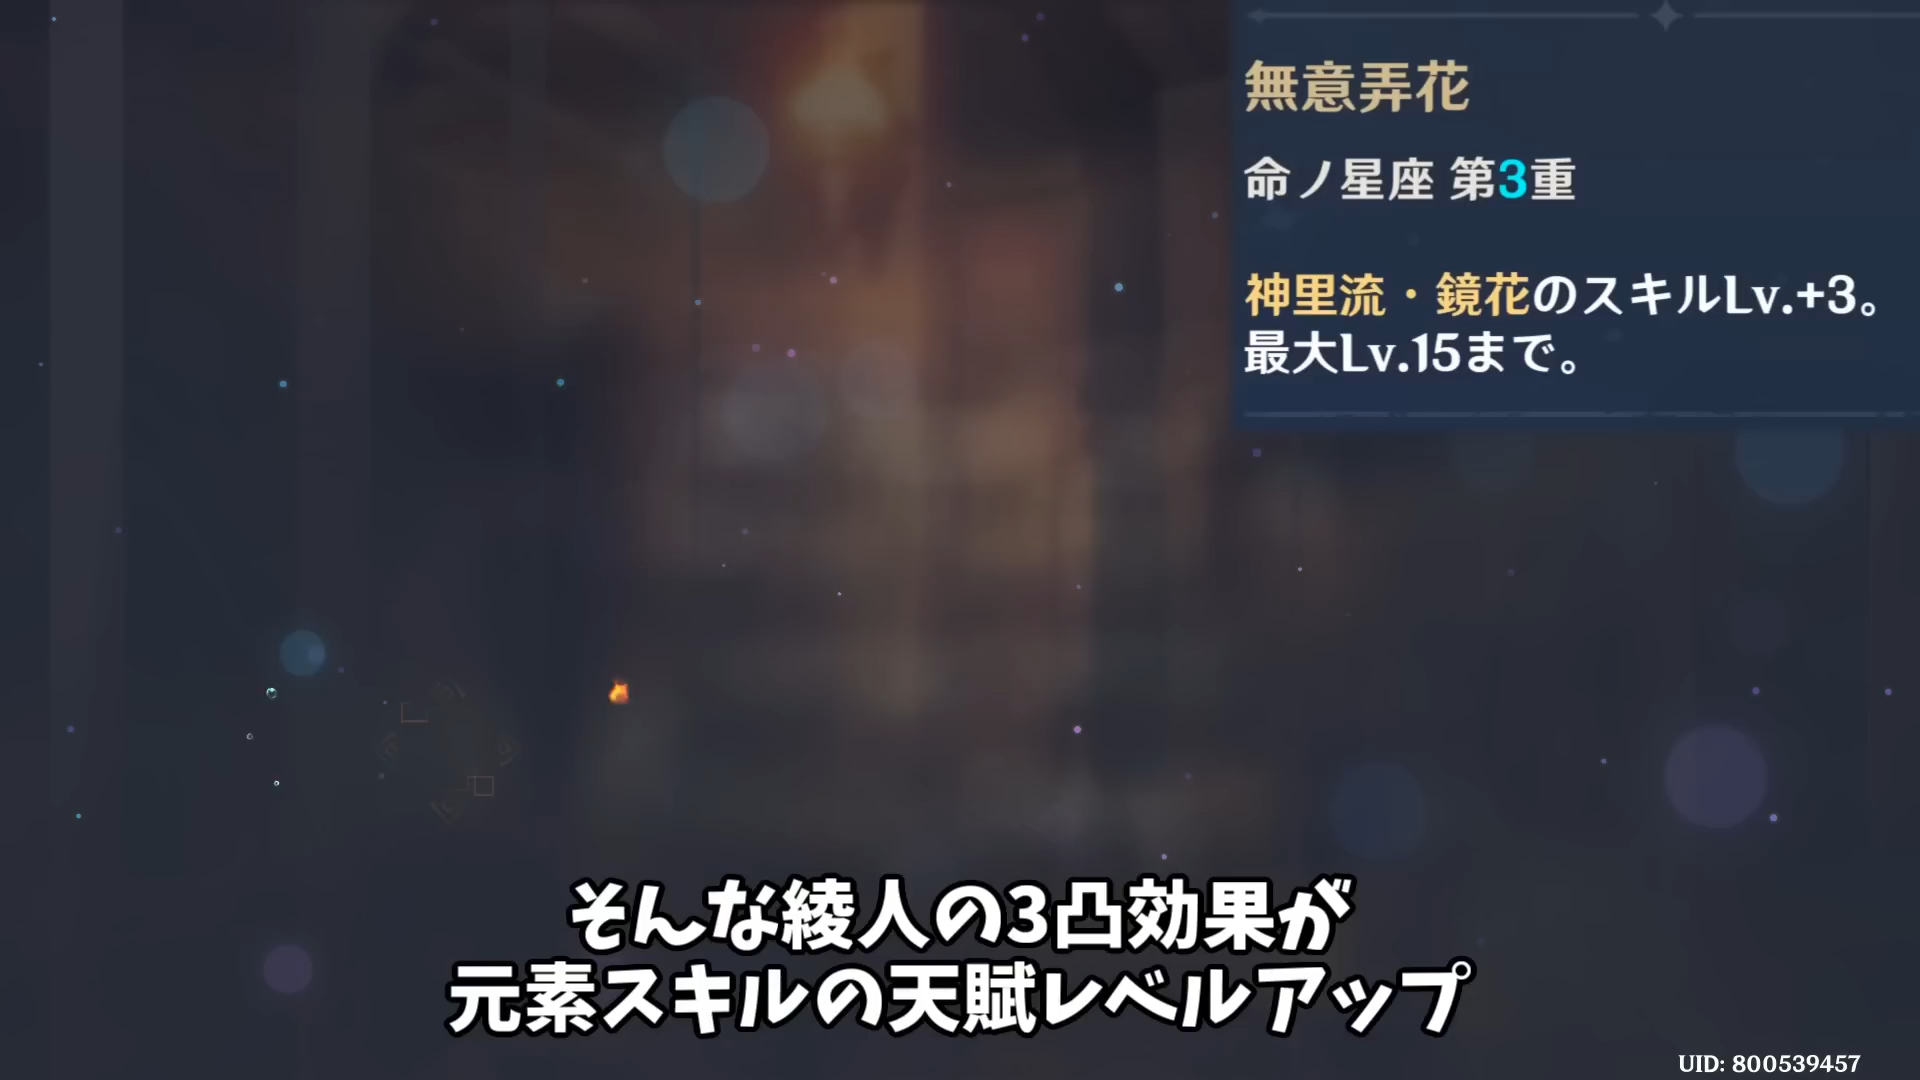 無意弄花
命ノ星座 第3重
神里流・鏡花のスキルLv.+3。
最大Lv.15まで。
そんな綾人の3凸効果が
元素スキルの天賦レベルアップ
UID: 800539457